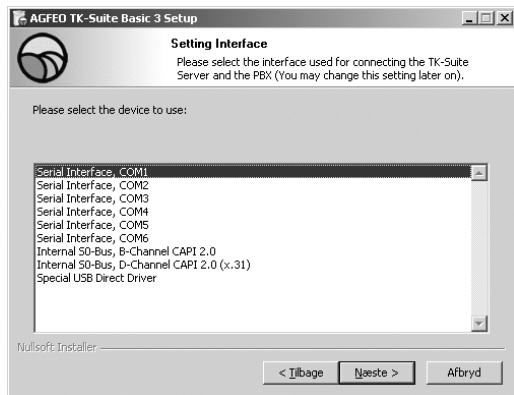 AGFEO TK-Suite Basic 3 Setup
Setting Interface
Please select the interface used for connecting the TK-Suite
Server and the PBX (You may change this setting later on).
Please select the device to use:
Serial Interface, COM1
Serial Interface, COM2
Serial Interface, COM3
Serial Interface, COM4
Serial Interface, COM5
Serial Interface, COM6
Internal S0-Bus, B-Channel CAPI 2.0
Internal S0-Bus, D-Channel CAPI 2.0 (x.31)
Special USB Direct Driver
Nullsoft Installer
< Tilbage Næste > Afbryd